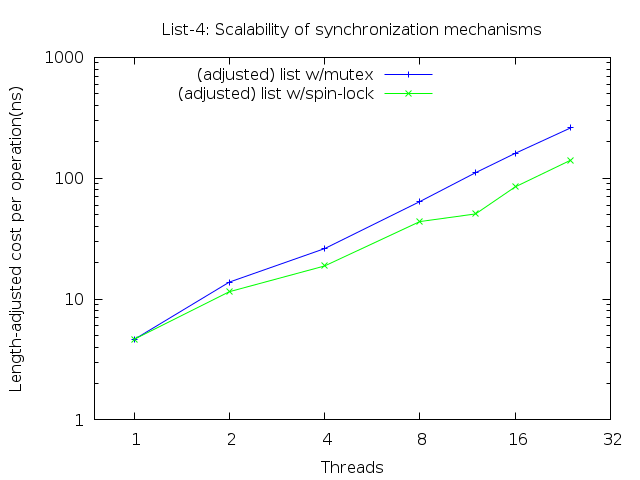 List-4: Scalability of synchronization mechanisms
Length-adjusted cost per operation(ns)
1000
100
10
1
(adjusted) list w/mutex
(adjusted) list w/spin-lock
1 2 4 8 16 32
Threads